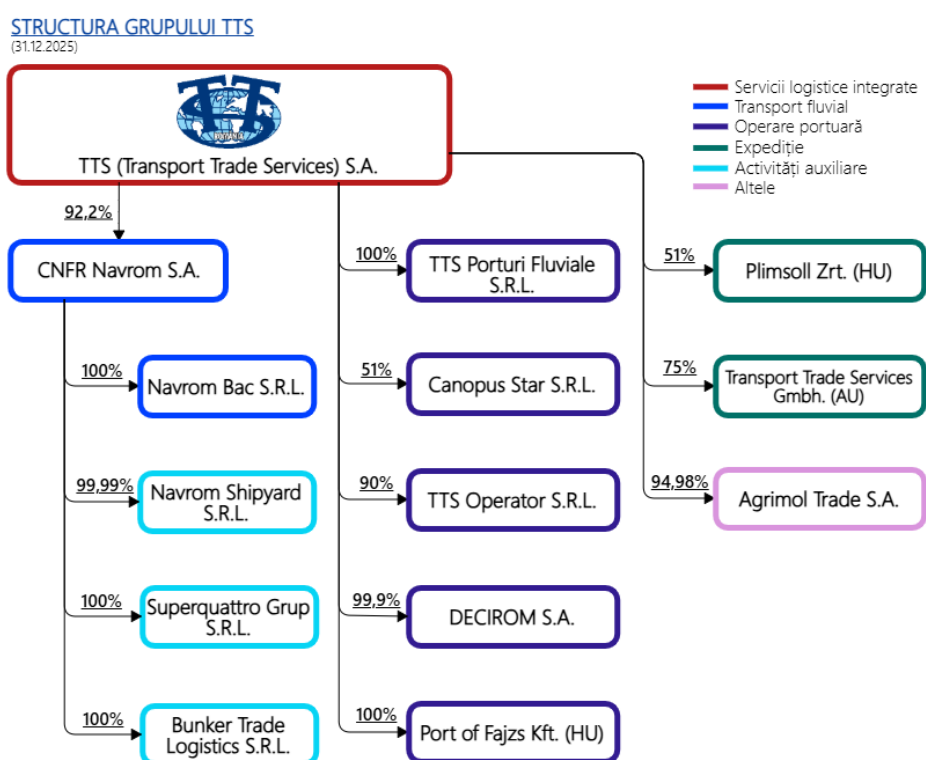 STRUCTURA GRUPULUI TTS
(31.12.2025)
TTS
ROMANIA
TTS (Transport Trade Services) S.A.
Servicii logistice integrate
Transport fluvial
Operare portuară
Expediție
Activități auxiliare
Altele
92,2%
CNFR Navrom S.A.
100%
Navrom Bac S.R.L.
99,99%
Navrom Shipyard
S.R.L.
100%
Superquattro Grup
S.R.L.
100%
Bunker Trade
Logistics S.R.L.
100%
TTS Porturi Fluviale
S.R.L.
51%
Canopus Star S.R.L.
90%
TTS Operator S.R.L.
99,9%
DECIROM S.A.
100%
Port of Fajzs Kft. (HU)
51%
Plimsoll Zrt. (HU)
75%
Transport Trade Services
Gmbh. (AU)
94,98%
Agrimol Trade S.A.